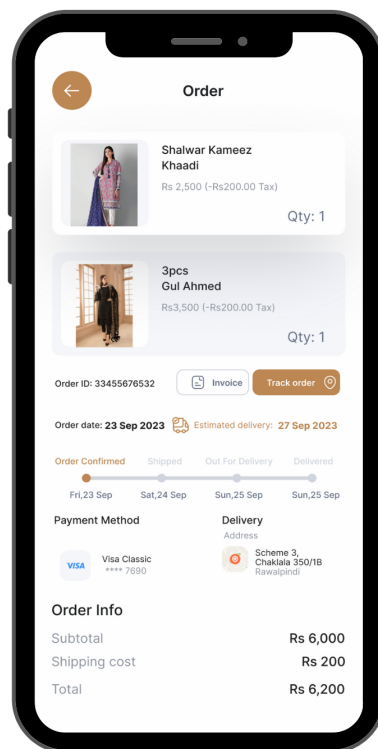 Order
Shalwar Kameez
Khaadi
Rs 2,500 (-Rs200.00 Tax)
Qty: 1
3pcs
Gul Ahmed
Rs3,500 (-Rs200.00 Tax)
Qty: 1
Order ID: 33455676532
Invoice
Track order
Order date: 23 Sep 2023
Estimated delivery: 27 Sep 2023
Order Confirmed Shipped Out For Delivery Delivered
Fri,23 Sep Sat,24 Sep Sun,25 Sep Sun,25 Sep
Payment Method
VISA
Visa Classic
**** 7690
Delivery
Address
Scheme 3,
Chaklala 350/1B
Rawalpindi
Order Info
Subtotal Rs 6,000
Shipping cost Rs 200
Total Rs 6,200